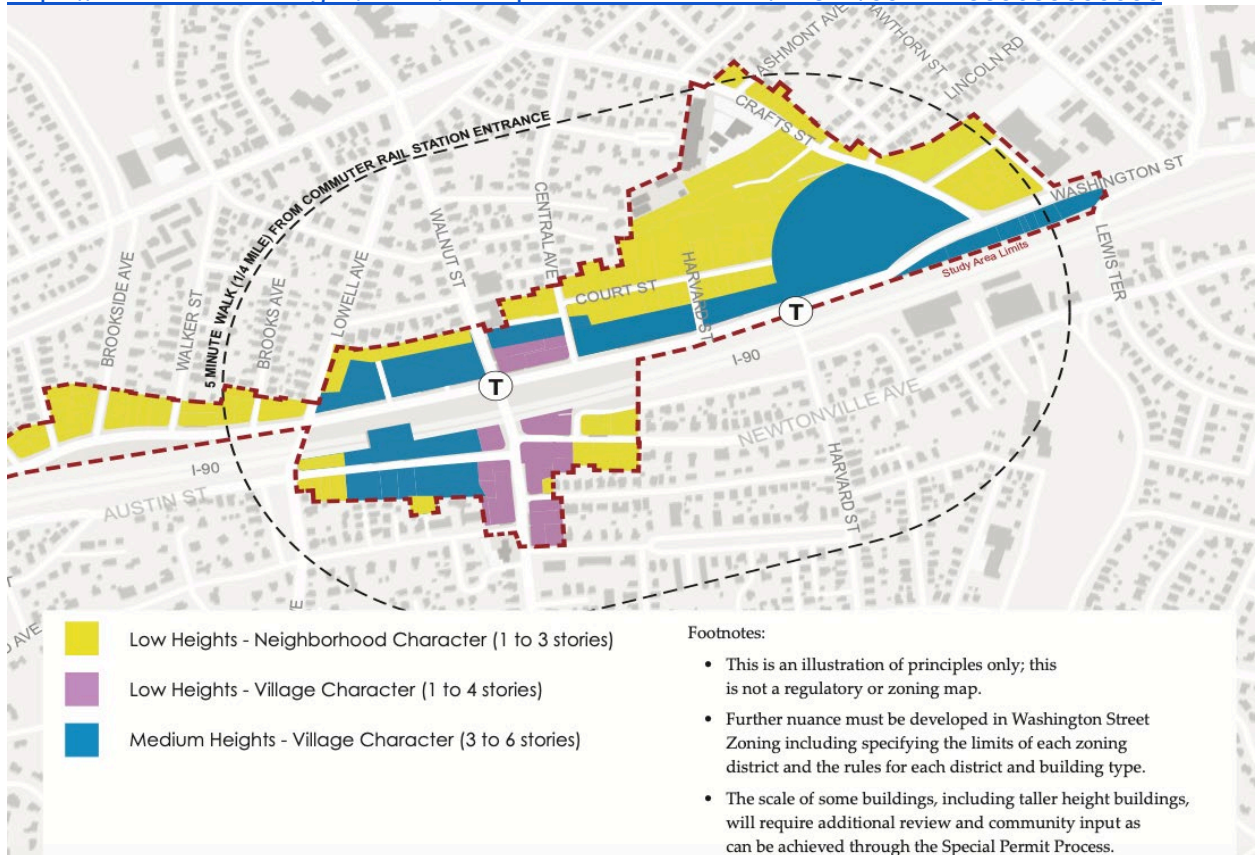 ASHMONT AVE
HAWTHORN ST
LINCOLN RD
CRAFTS ST
5 MINUTE WALK (1/4 MILE) FROM COMMUTER RAIL STATION ENTRANCE
WASHINGTON ST
CENTRAL AVE
WALNUT ST
LEWIS TER
Study Area Limits
BROOKSIDE AVE
WALKER ST
BROOKS AVE
LOWELL AVE
COURT ST
HARVARD ST
T
I-90
T
NEWTONVILLE AVE
I-90
AUSTIN ST
HARVARD ST
AVE
Low Heights - Neighborhood Character (1 to 3 stories)
Low Heights - Village Character (1 to 4 stories)
Medium Heights - Village Character (3 to 6 stories)
Footnotes:
• This is an illustration of principles only; this
is not a regulatory or zoning map.
• Further nuance must be developed in Washington Street
Zoning including specifying the limits of each zoning
district and the rules for each district and building type.
• The scale of some buildings, including taller height buildings,
will require additional review and community input as
can be achieved through the Special Permit Process.